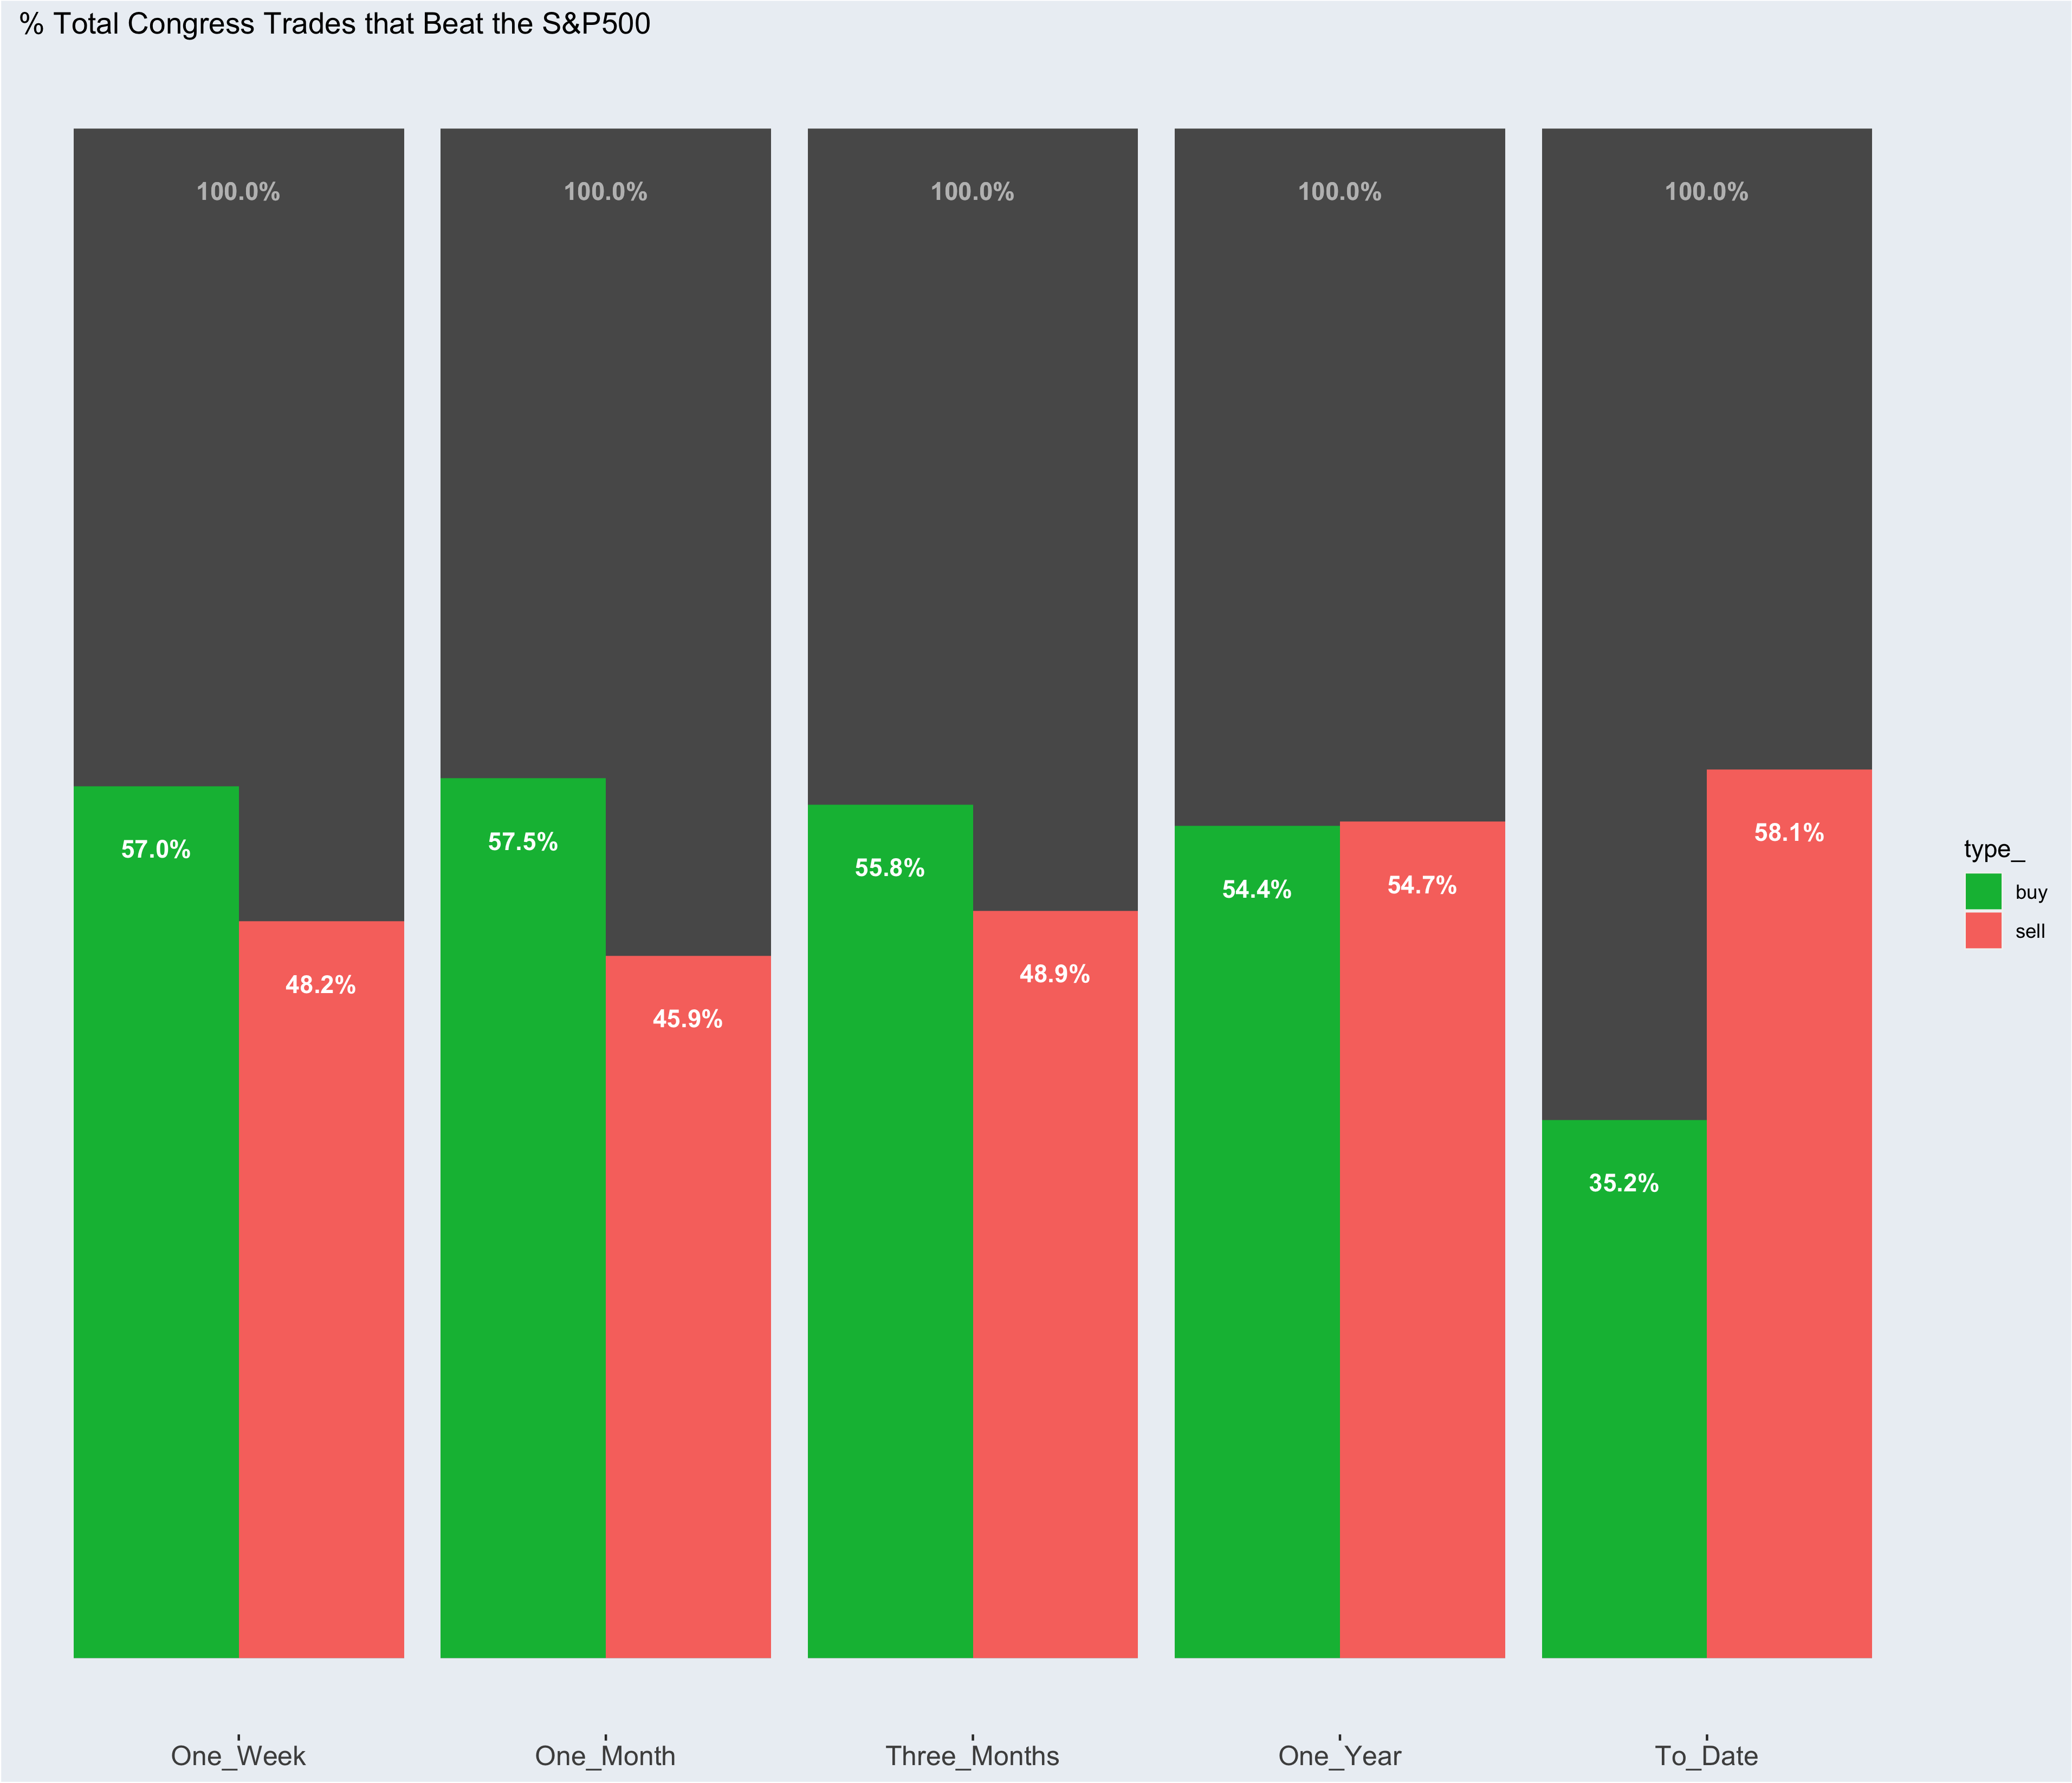 % Total Congress Trades that Beat the S&P500
100.0% 100.0% 100.0% 100.0% 100.0%
57.0% 48.2%
57.5% 45.9%
55.8% 48.9%
54.4% 54.7%
35.2% 58.1%
type_
buy
sell
One_Week One_Month Three_Months One_Year To_Date